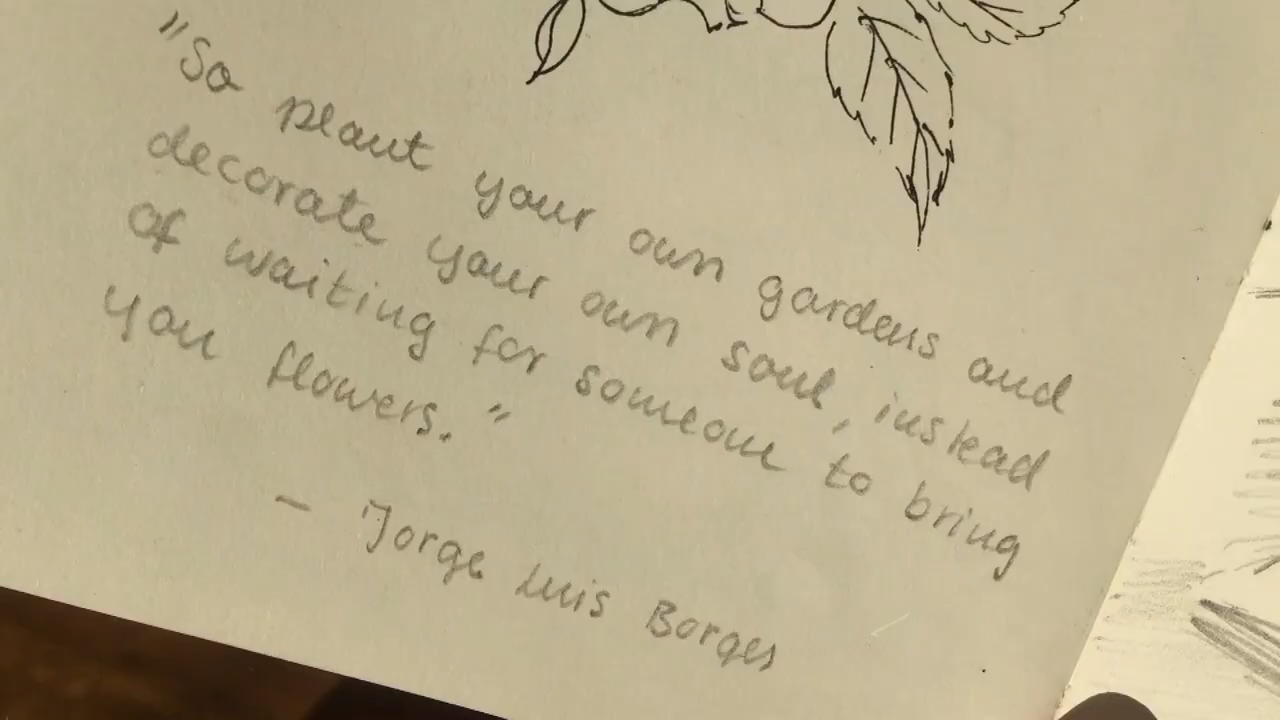 "So plant your own gardens and
decorate your own soul, instead
of waiting for someone to bring
you flowers."
- Jorge Luis Borges